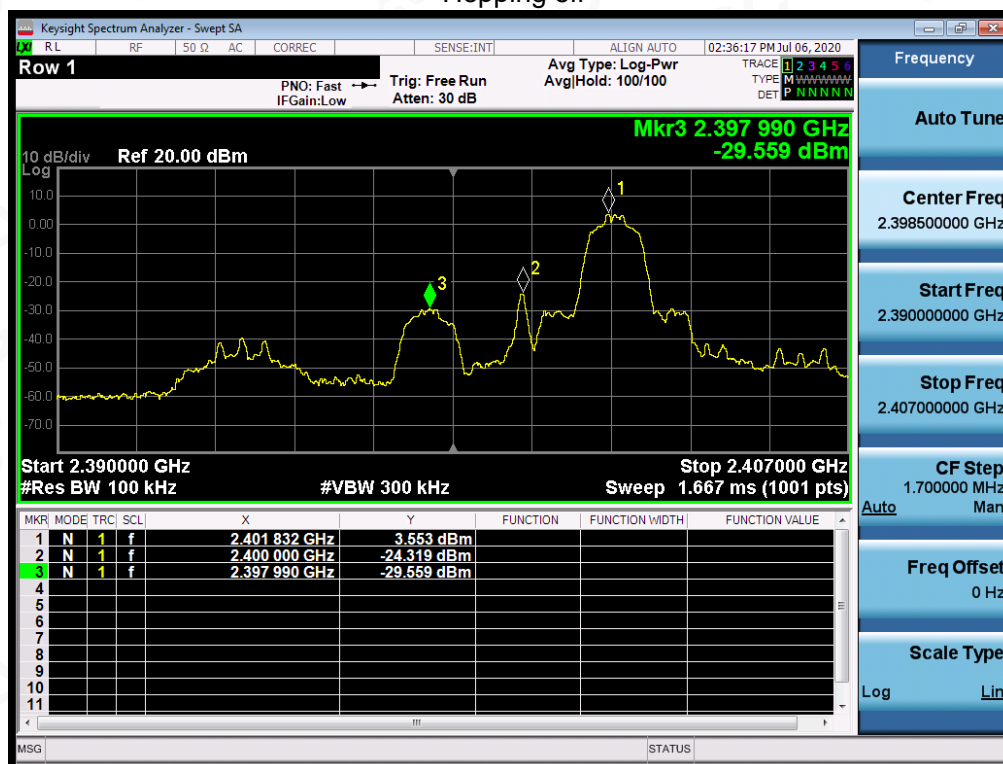 Hopping off
Keysight Spectrum Analyzer - Swept SA
LXI RL RF 50 Ω AC CORREC SENSE:INT ALIGN AUTO 02:36:17 PM Jul 06, 2020
Row 1
PNO: Fast
IFGain:Low
Trig: Free Run
Atten: 30 dB
Avg Type: Log-Pwr
Avg|Hold: 100/100
TRACE 1 2 3 4 5 6
TYPE M WWWWW
DET P N N N N N
Mkr3 2.397 990 GHz
-29.559 dBm
10 dB/div Ref 20.00 dBm
Log
10.0
0.00
-10.0
-20.0
-30.0
-40.0
-50.0
-60.0
-70.0
1
2
3
Start 2.390000 GHz Stop 2.407000 GHz
#Res BW 100 kHz #VBW 300 kHz Sweep 1.667 ms (1001 pts)
MKR MODE TRC SCL X Y FUNCTION FUNCTION WIDTH FUNCTION VALUE
1 N 1 f 2.401 832 GHz 3.553 dBm
2 N 1 f 2.400 000 GHz -24.319 dBm
3 N 1 f 2.397 990 GHz -29.559 dBm
4
5
6
7
8
9
10
11
MSG STATUS
Frequency
Auto Tune
Center Freq
2.398500000 GHz
Start Freq
2.390000000 GHz
Stop Freq
2.407000000 GHz
CF Step
1.700000 MHz
Auto Man
Freq Offset
0 Hz
Scale Type
Log Lin